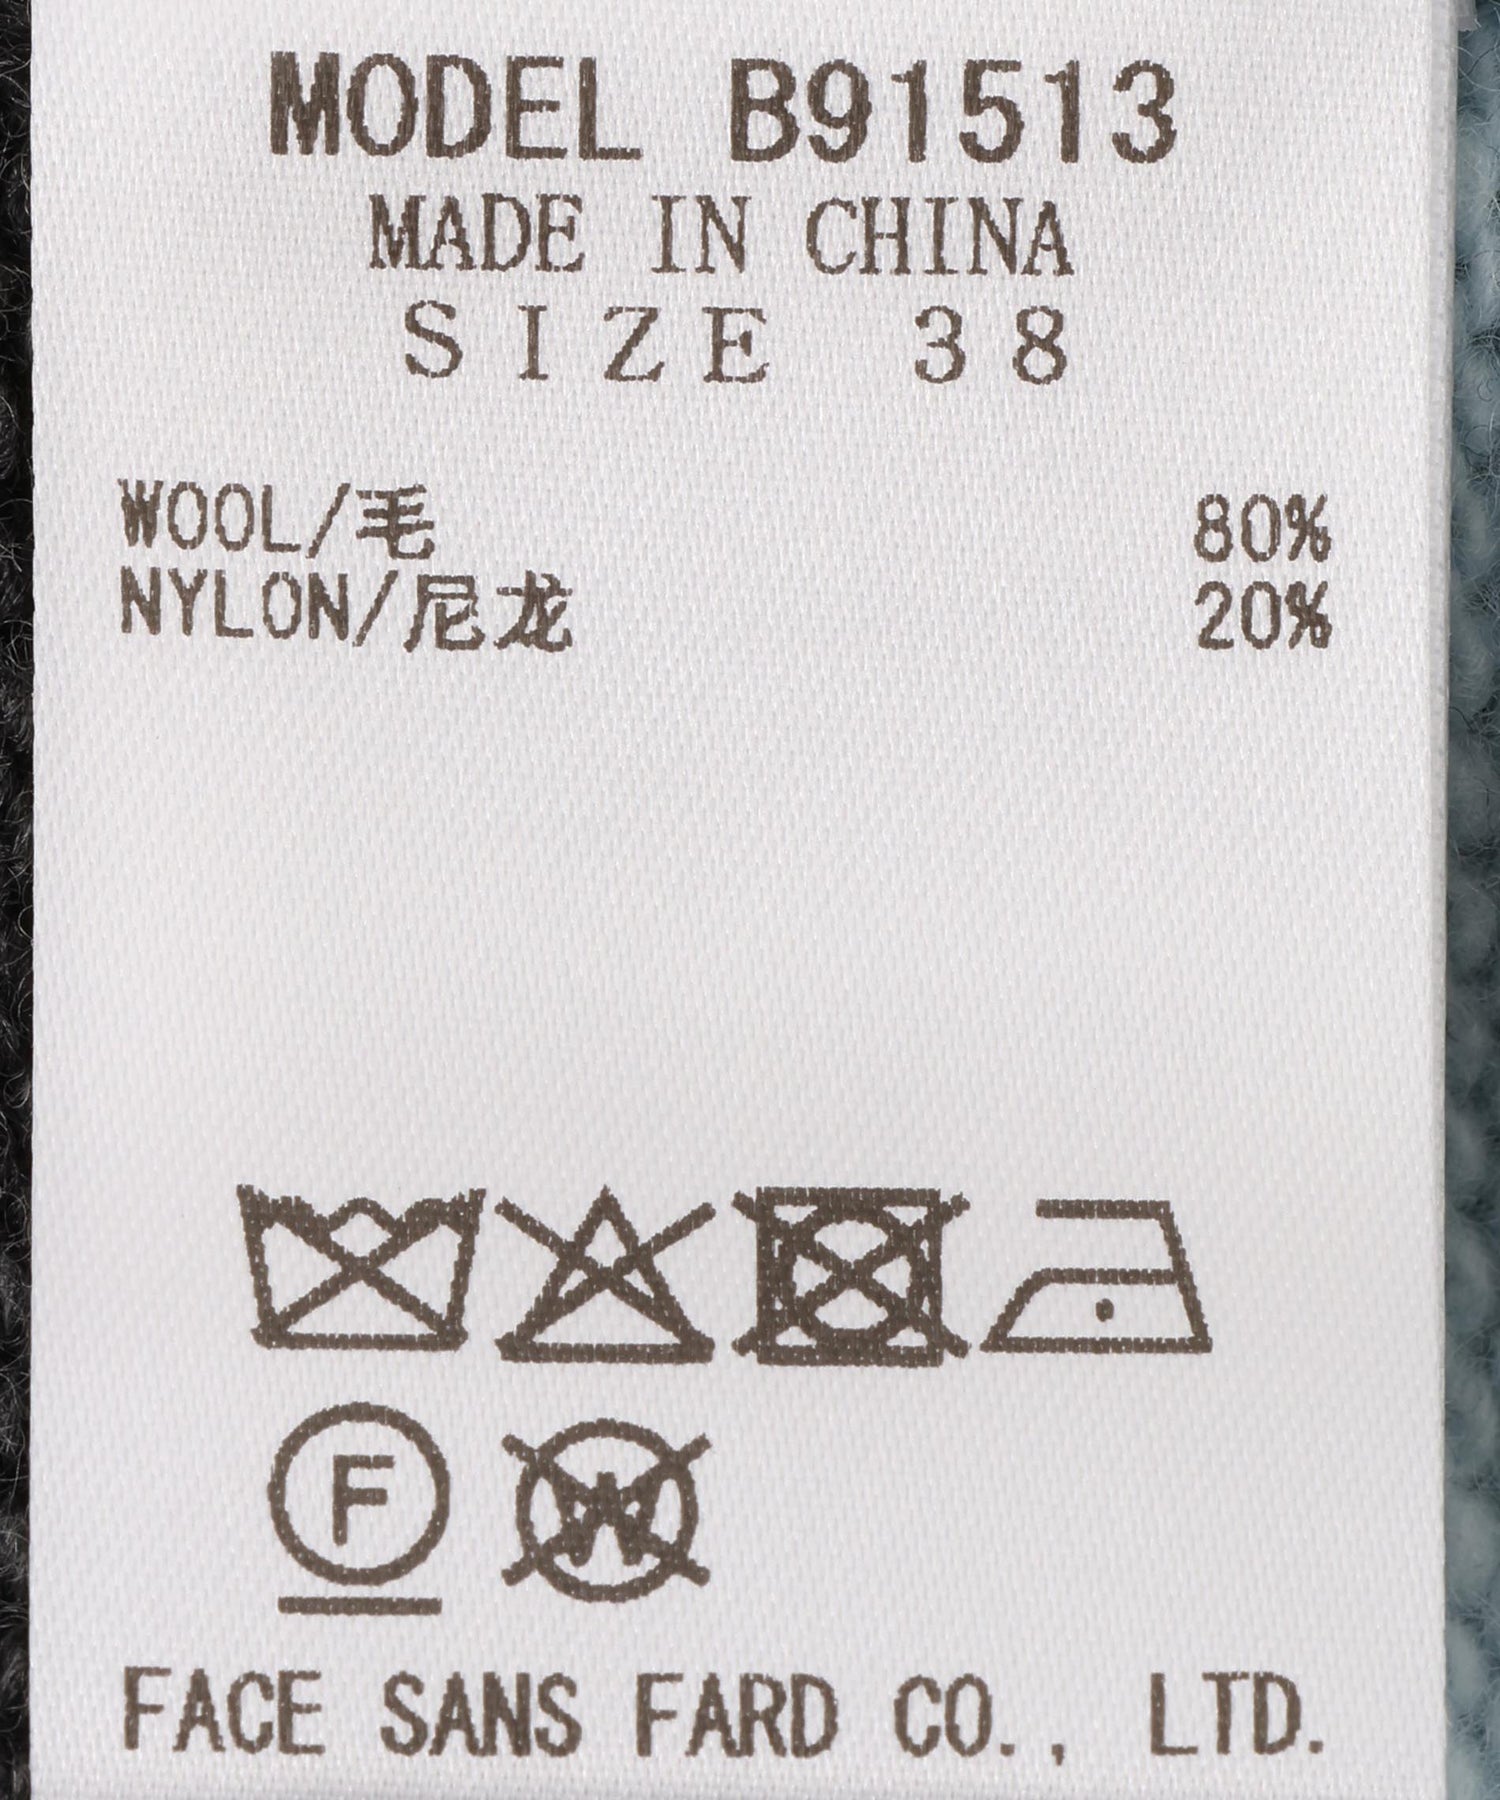 MODEL B91513
MADE IN CHINA
SIZE 38
WOOL/毛 80%
NYLON/尼龙 20%
F
W
FACE SANS FARD CO., LTD.